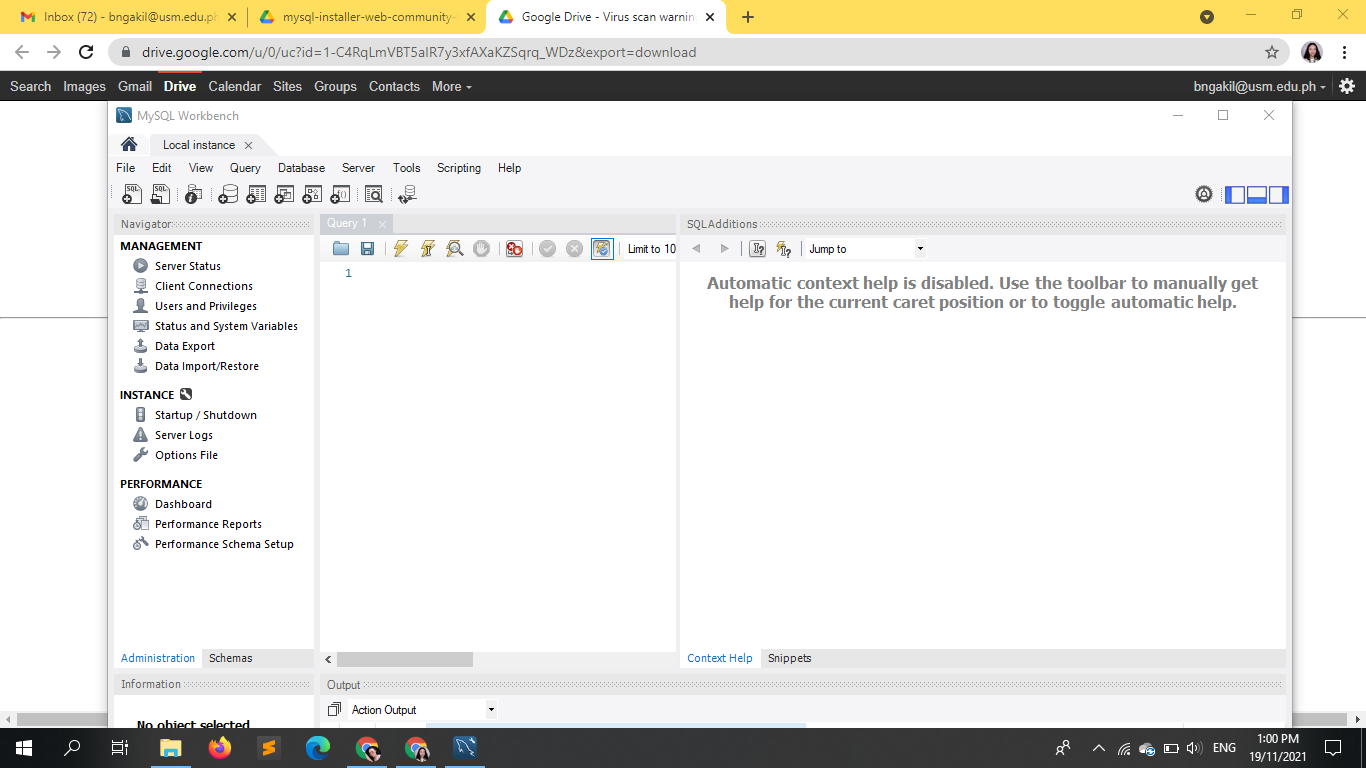 Inbox (72) - bngakil@usm.edu.ph
mysql-installer-web-community-
Google Drive - Virus scan warnin
drive.google.com/u/0/uc?id=1-C4RqLmVBT5aIR7y3xfAXaKZSqrq_WDz&export=download
Search Images Gmail Drive Calendar Sites Groups Contacts More
bngakil@usm.edu.ph
MySQL Workbench
Local instance
File Edit View Query Database Server Tools Scripting Help
Navigator
Query 1
SQLAdditions
MANAGEMENT
Server Status
Client Connections
Users and Privileges
Status and System Variables
Data Export
Data Import/Restore
INSTANCE
Startup / Shutdown
Server Logs
Options File
PERFORMANCE
Dashboard
Performance Reports
Performance Schema Setup
Administration Schemas
Information
No object selected
Limit to 10
1
Jump to
Automatic context help is disabled. Use the toolbar to manually get
help for the current caret position or to toggle automatic help.
Context Help Snippets
Output
Action Output
ENG
1:00 PM
19/11/2021